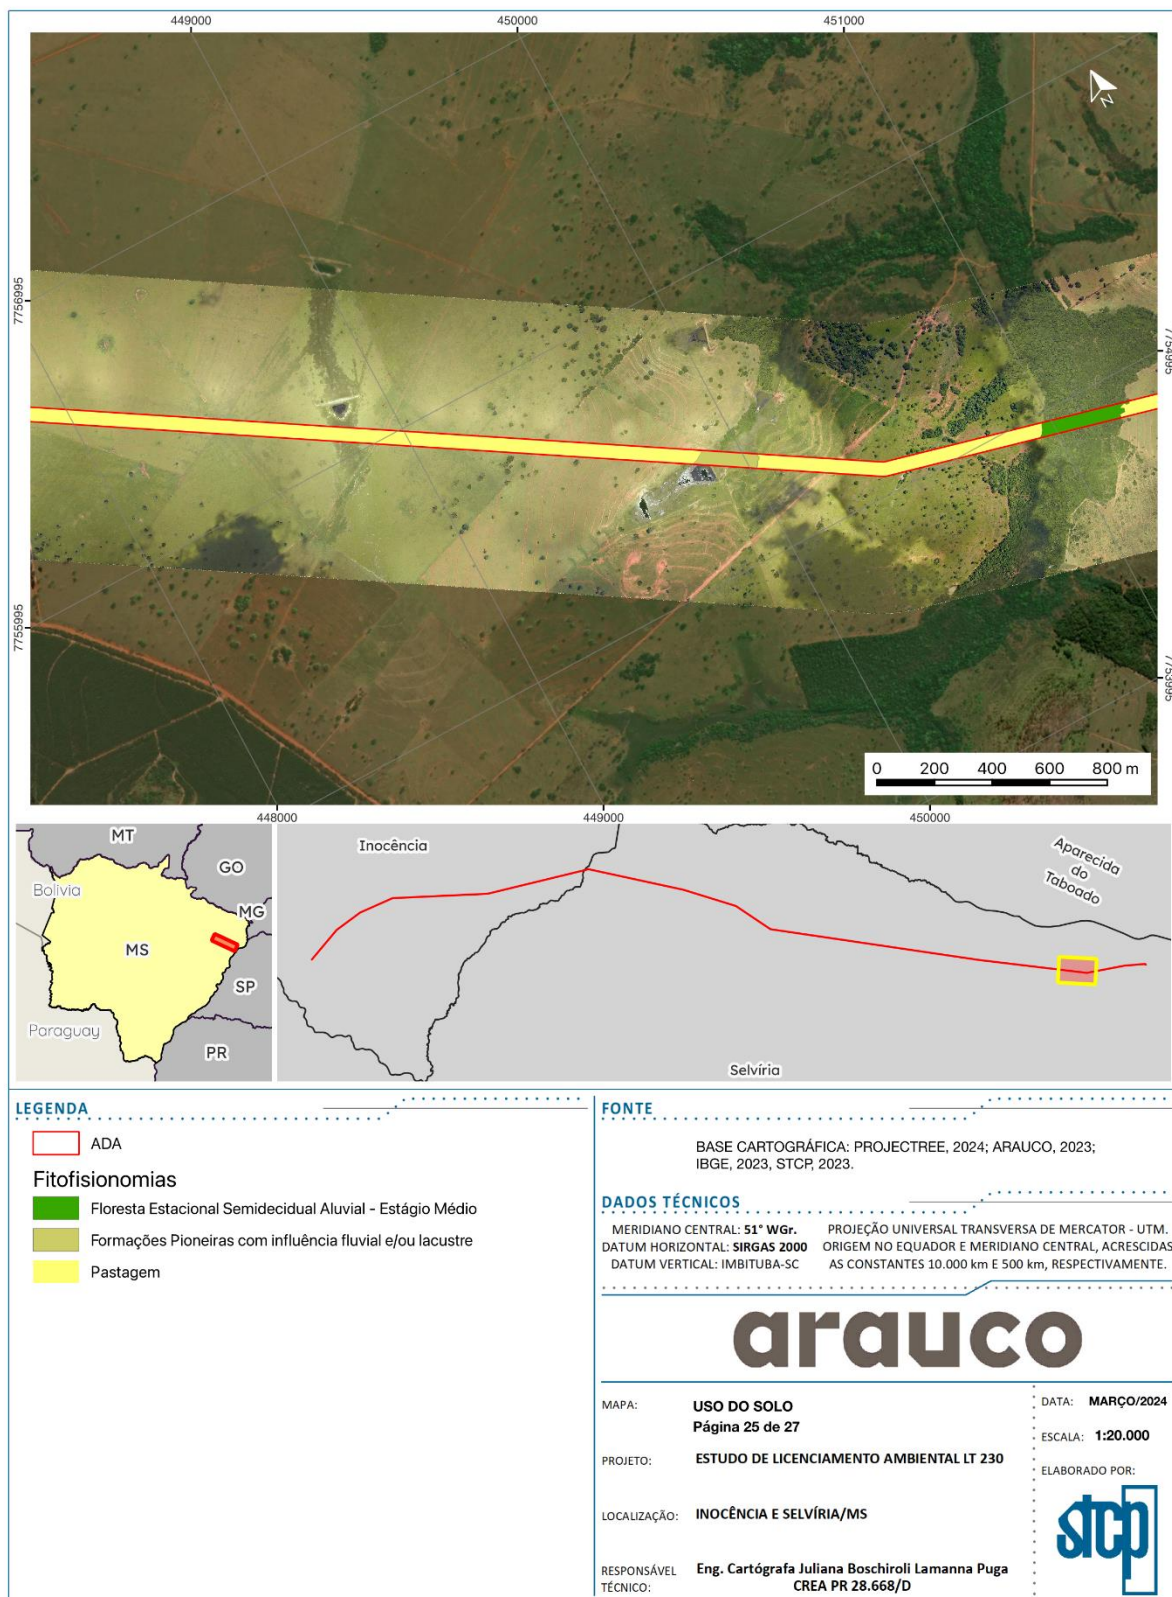 449000
450000
451000
N
7756995
7754995
7755995
7753995
0 200 400 600 800 m
448000
449000
450000
MT
GO
Bolivia
MG
MS
SP
Paraguay
PR
Inocência
Aparecida
do
Taboado
Selvíria
LEGENDA
ADA
Fitofisionomias
Floresta Estacional Semidecidual Aluvial - Estágio Médio
Formações Pioneiras com influência fluvial e/ou lacustre
Pastagem
FONTE
BASE CARTOGRÁFICA: PROJECTREE, 2024; ARAUCO, 2023;
IBGE, 2023, STCP, 2023.
DADOS TÉCNICOS
MERIDIANO CENTRAL: 51° WGr.
DATUM HORIZONTAL: SIRGAS 2000
DATUM VERTICAL: IMBITUBA-SC
PROJEÇÃO UNIVERSAL TRANSVERSA DE MERCATOR - UTM.
ORIGEM NO EQUADOR E MERIDIANO CENTRAL, ACRESCIDAS
AS CONSTANTES 10.000 km E 500 km, RESPECTIVAMENTE.
arauco
MAPA: USO DO SOLO
Página 25 de 27
PROJETO: ESTUDO DE LICENCIAMENTO AMBIENTAL LT 230
LOCALIZAÇÃO: INOCÊNCIA E SELVÍRIA/MS
RESPONSÁVEL TÉCNICO: Eng. Cartógrafa Juliana Boschiroli Lamanna Puga
CREA PR 28.668/D
DATA: MARÇO/2024
ESCALA: 1:20.000
ELABORADO POR:
stcp